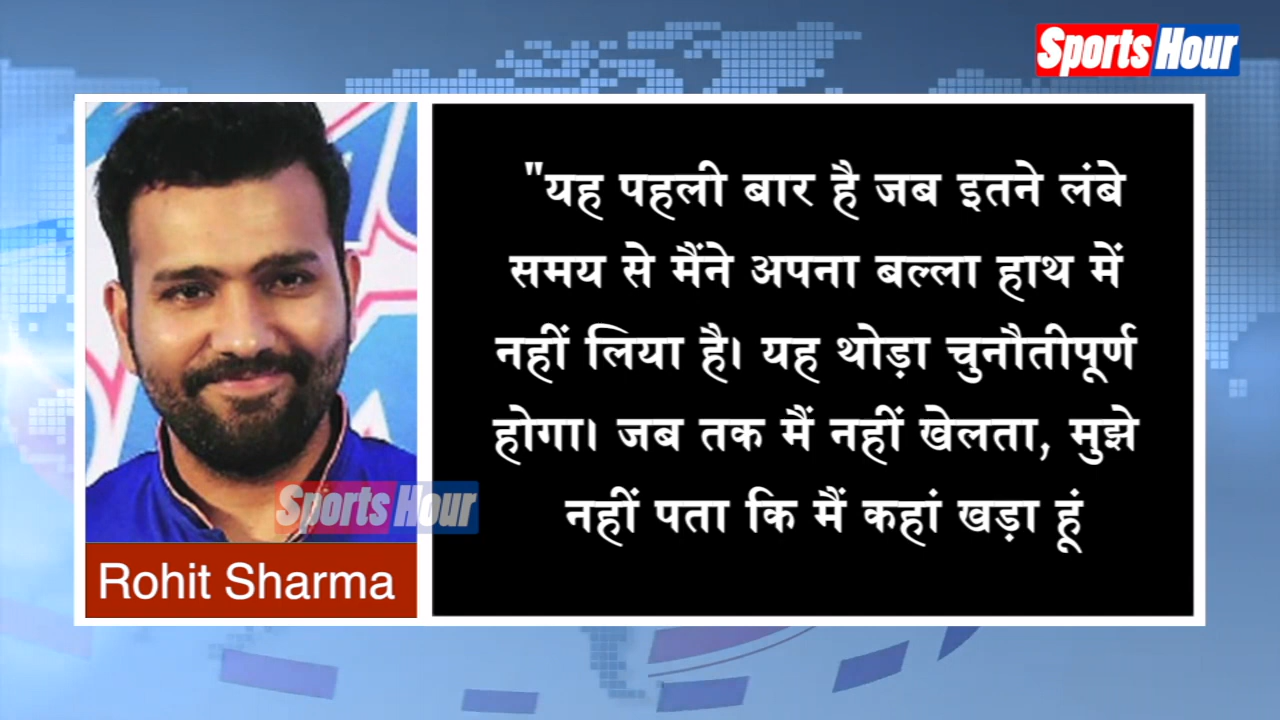 Sports Hour
"यह पहली बार है जब इतने लंबे
समय से मैंने अपना बल्ला हाथ में
नहीं लिया है। यह थोड़ा चुनौतीपूर्ण
होगा। जब तक मैं नहीं खेलता, मुझे
नहीं पता कि मैं कहां खड़ा हूं
Sports Hour
Rohit Sharma